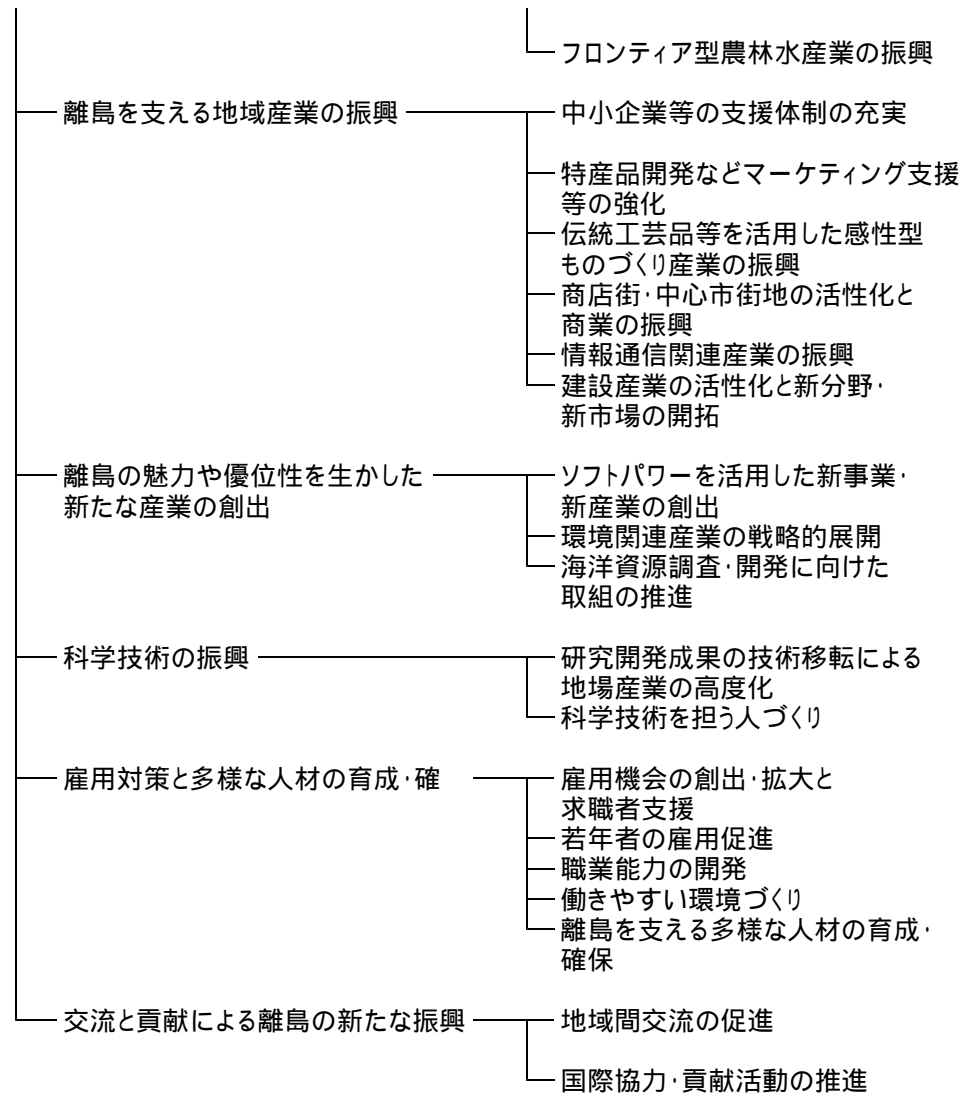 フロンティア型農林水産業の振興
離島を支える地域産業の振興
中小企業等の支援体制の充実
特産品開発などマーケティング支援
等の強化
伝統工芸品等を活用した感性型
ものづくり産業の振興
商店街・中心市街地の活性化と
商業の振興
情報通信関連産業の振興
建設産業の活性化と新分野・
新市場の開拓
離島の魅力や優位性を生かした
新たな産業の創出
ソフトパワーを活用した新事業・
新産業の創出
環境関連産業の戦略的展開
海洋資源調査・開発に向けた
取組の推進
科学技術の振興
研究開発成果の技術移転による
地場産業の高度化
科学技術を担う人づくり
雇用対策と多様な人材の育成・確
雇用機会の創出・拡大と
求職者支援
若年者の雇用促進
職業能力の開発
働きやすい環境づくり
離島を支える多様な人材の育成・
確保
交流と貢献による離島の新たな振興
地域間交流の促進
国際協力・貢献活動の推進